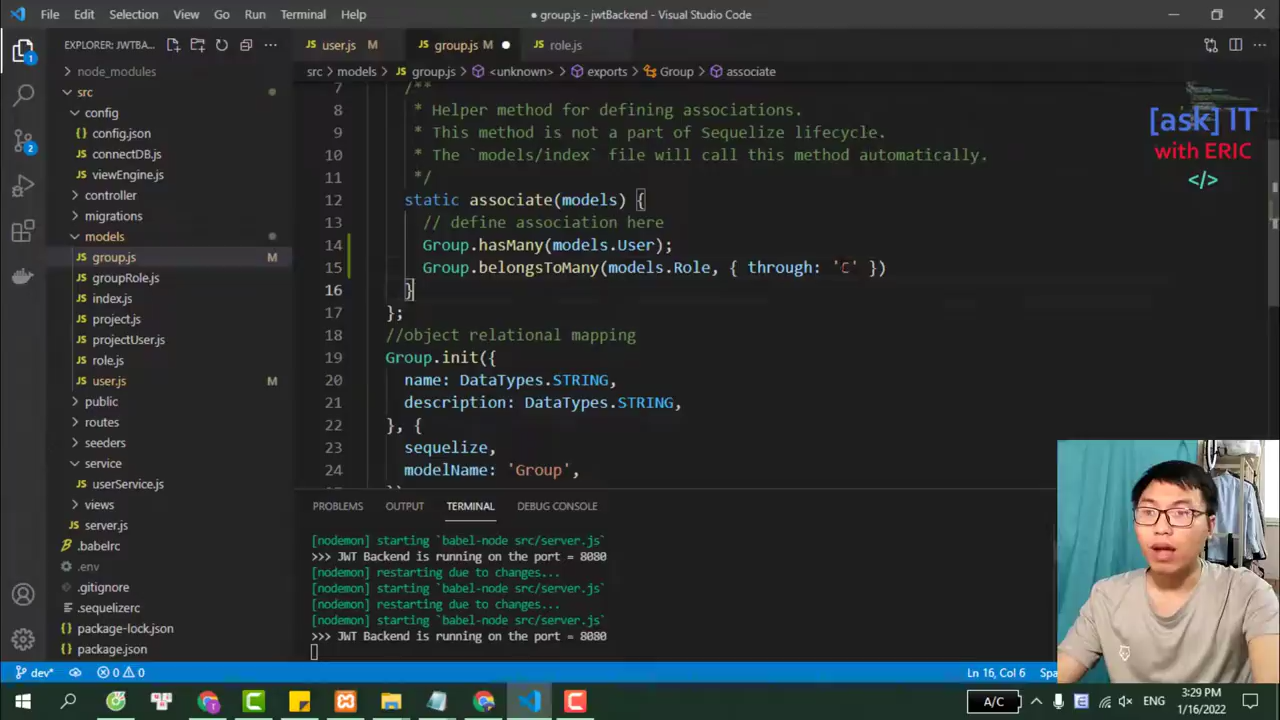 File Edit Selection View Go Run Terminal Help
● group.js - jwtBackend - Visual Studio Code
EXPLORER: JWTBA...
user.js M
group.js M ●
role.js
src > models > group.js > <unknown> > exports > Group > associate
node_modules
src
config
config.json
connectDB.js
viewEngine.js
controller
migrations
models
group.js M
groupRole.js
index.js
project.js
projectUser.js
role.js
user.js M
public
routes
seeders
service
userService.js
views
server.js
.babelrc
.env
.gitignore
.sequelizerc
package-lock.json
package.json
7 /**
8 * Helper method for defining associations.
9 * This method is not a part of Sequelize lifecycle.
10 * The `models/index` file will call this method automatically.
11 */
12 static associate(models) {
13 // define association here
14 Group.hasMany(models.User);
15 Group.belongsToMany(models.Role, { through: 'C' })
16 }
17 };
18 //object relational mapping
19 Group.init({
20 name: DataTypes.STRING,
21 description: DataTypes.STRING,
22 }, {
23 sequelize,
24 modelName: 'Group',
[ask] IT
with ERIC
</>
PROBLEMS OUTPUT TERMINAL DEBUG CONSOLE
[nodemon] starting `babel-node src/server.js`
>>> JWT Backend is running on the port = 8080
[nodemon] restarting due to changes...
[nodemon] starting `babel-node src/server.js`
[nodemon] restarting due to changes...
[nodemon] starting `babel-node src/server.js`
>>> JWT Backend is running on the port = 8080
dev* 0 0
Ln 16, Col 6
A/C
ENG
3:29 PM
1/16/2022